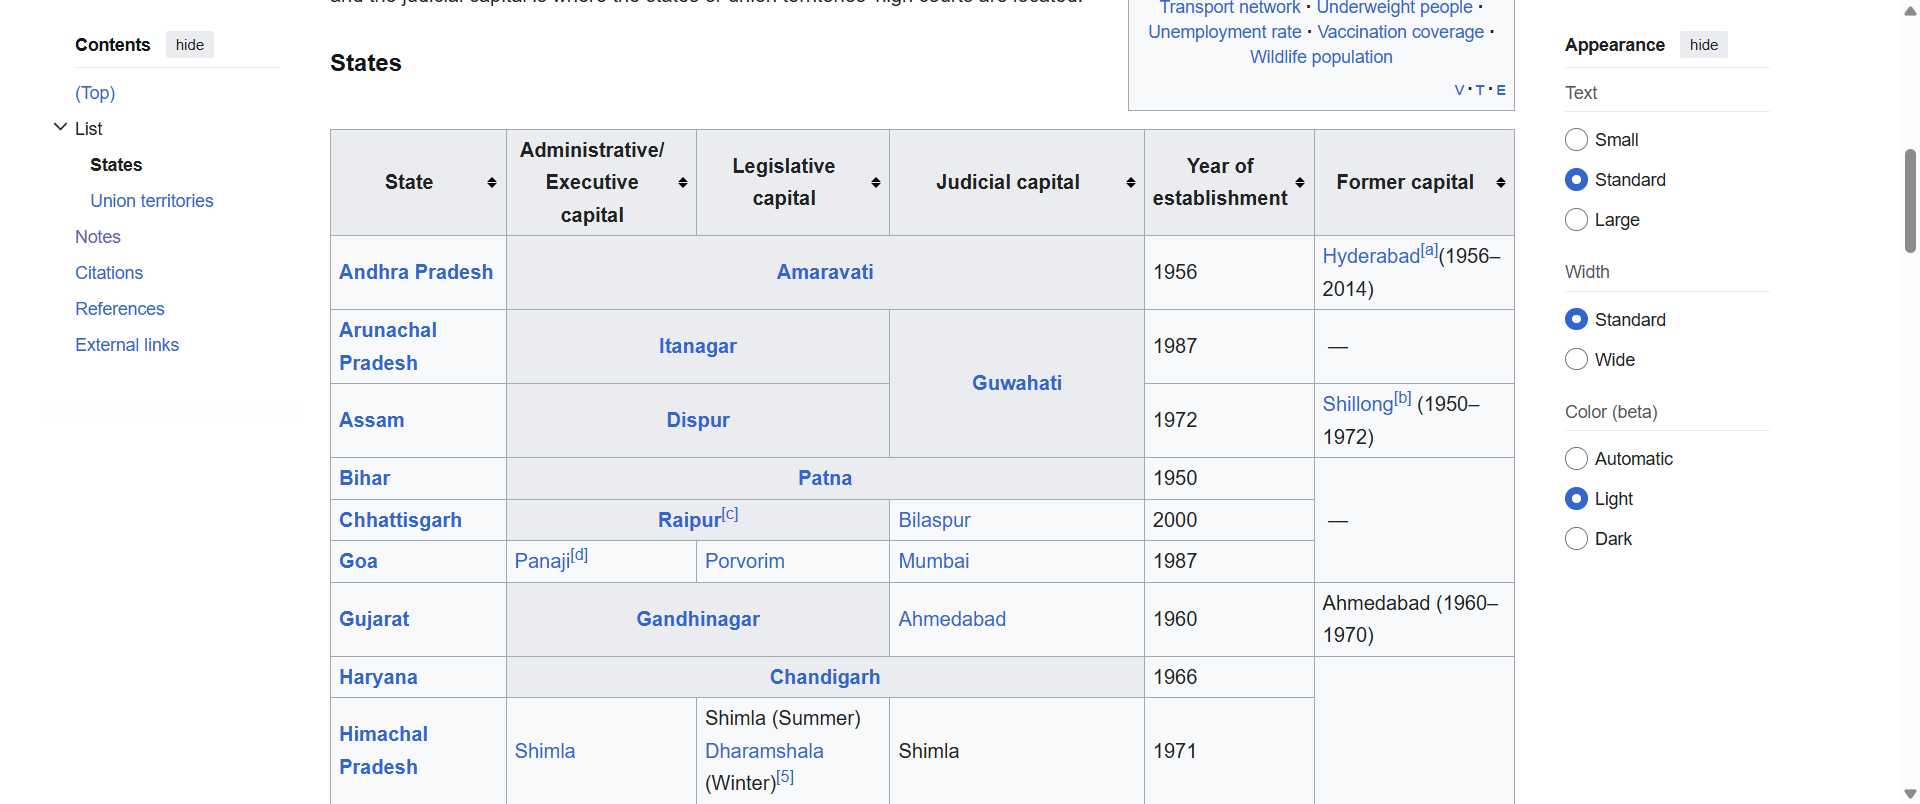 and the judicial capital is where the states or union territories' high courts are located.
Contents hide
(Top)
List
States
Union territories
Notes
Citations
References
External links
States
Transport network · Underweight people ·
Unemployment rate · Vaccination coverage ·
Wildlife population
V · T · E
State
Administrative/
Executive
capital
Legislative
capital
Judicial capital
Year of
establishment
Former capital
Andhra Pradesh
Amaravati
1956
Hyderabad[a](1956–
2014)
Arunachal
Pradesh
Itanagar
Guwahati
1987
—
Assam
Dispur
1972
Shillong[b] (1950–
1972)
Bihar
Patna
1950
—
Chhattisgarh
Raipur[c]
Bilaspur
2000
Goa
Panaji[d]
Porvorim
Mumbai
1987
Gujarat
Gandhinagar
Ahmedabad
1960
Ahmedabad (1960–
1970)
Haryana
Chandigarh
1966
Himachal
Pradesh
Shimla
Shimla (Summer)
Dharamshala
(Winter)[5]
Shimla
1971
Appearance hide
Text
Small
Standard
Large
Width
Standard
Wide
Color (beta)
Automatic
Light
Dark